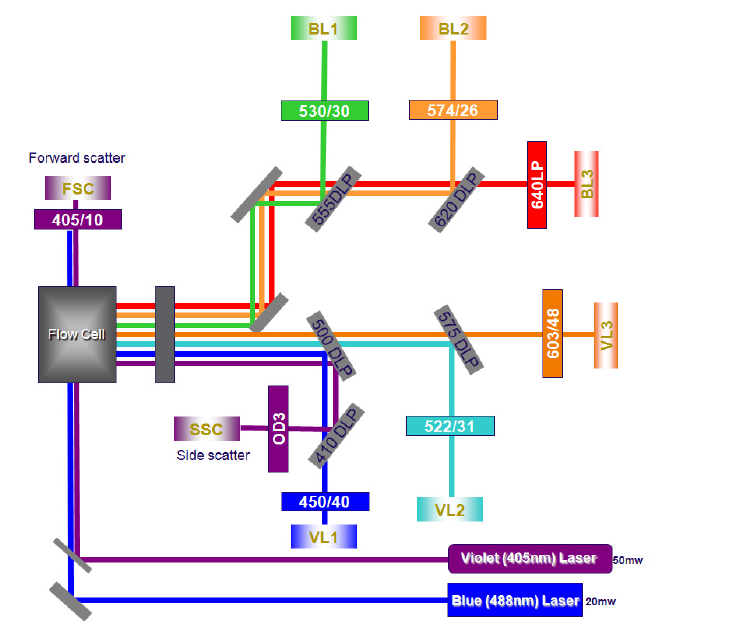 BL1
BL2
530/30
574/26
Forward scatter
FSC
405/10
555DLP
620 DLP
640LP
BL3
Flow Cell
500 DLP
575 DLP
603/48
VL3
SSC
OD3
410 DLP
522/31
Side scatter
450/40
VL2
VL1
Violet (405nm) Laser
50mw
Blue (488nm) Laser
20mw